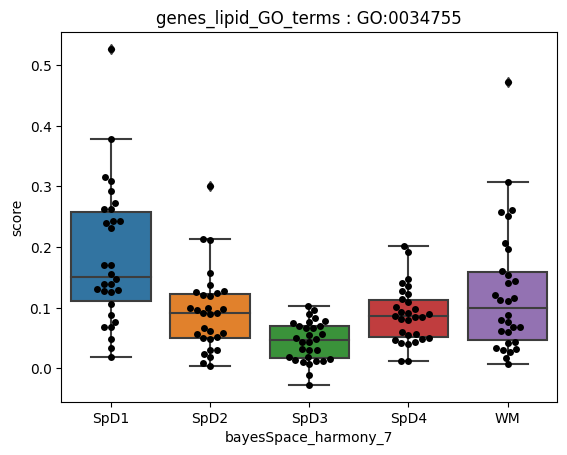 genes_lipid_GO_terms : GO:0034755
score
0.5
0.4
0.3
0.2
0.1
0.0
SpD1 SpD2 SpD3 SpD4 WM
bayesSpace_harmony_7